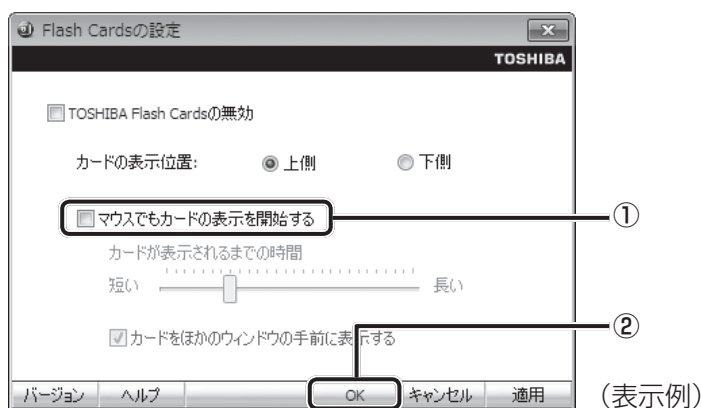 Flash Cardsの設定
TOSHIBA
TOSHIBA Flash Cardsの無効
カードの表示位置: 上側 下側
マウスでもカードの表示を開始する ①
カードが表示されるまでの時間
短い 長い
②
カードをほかのウィンドウの手前に表示する
バージョン ヘルプ OK キャンセル 適用 (表示例)